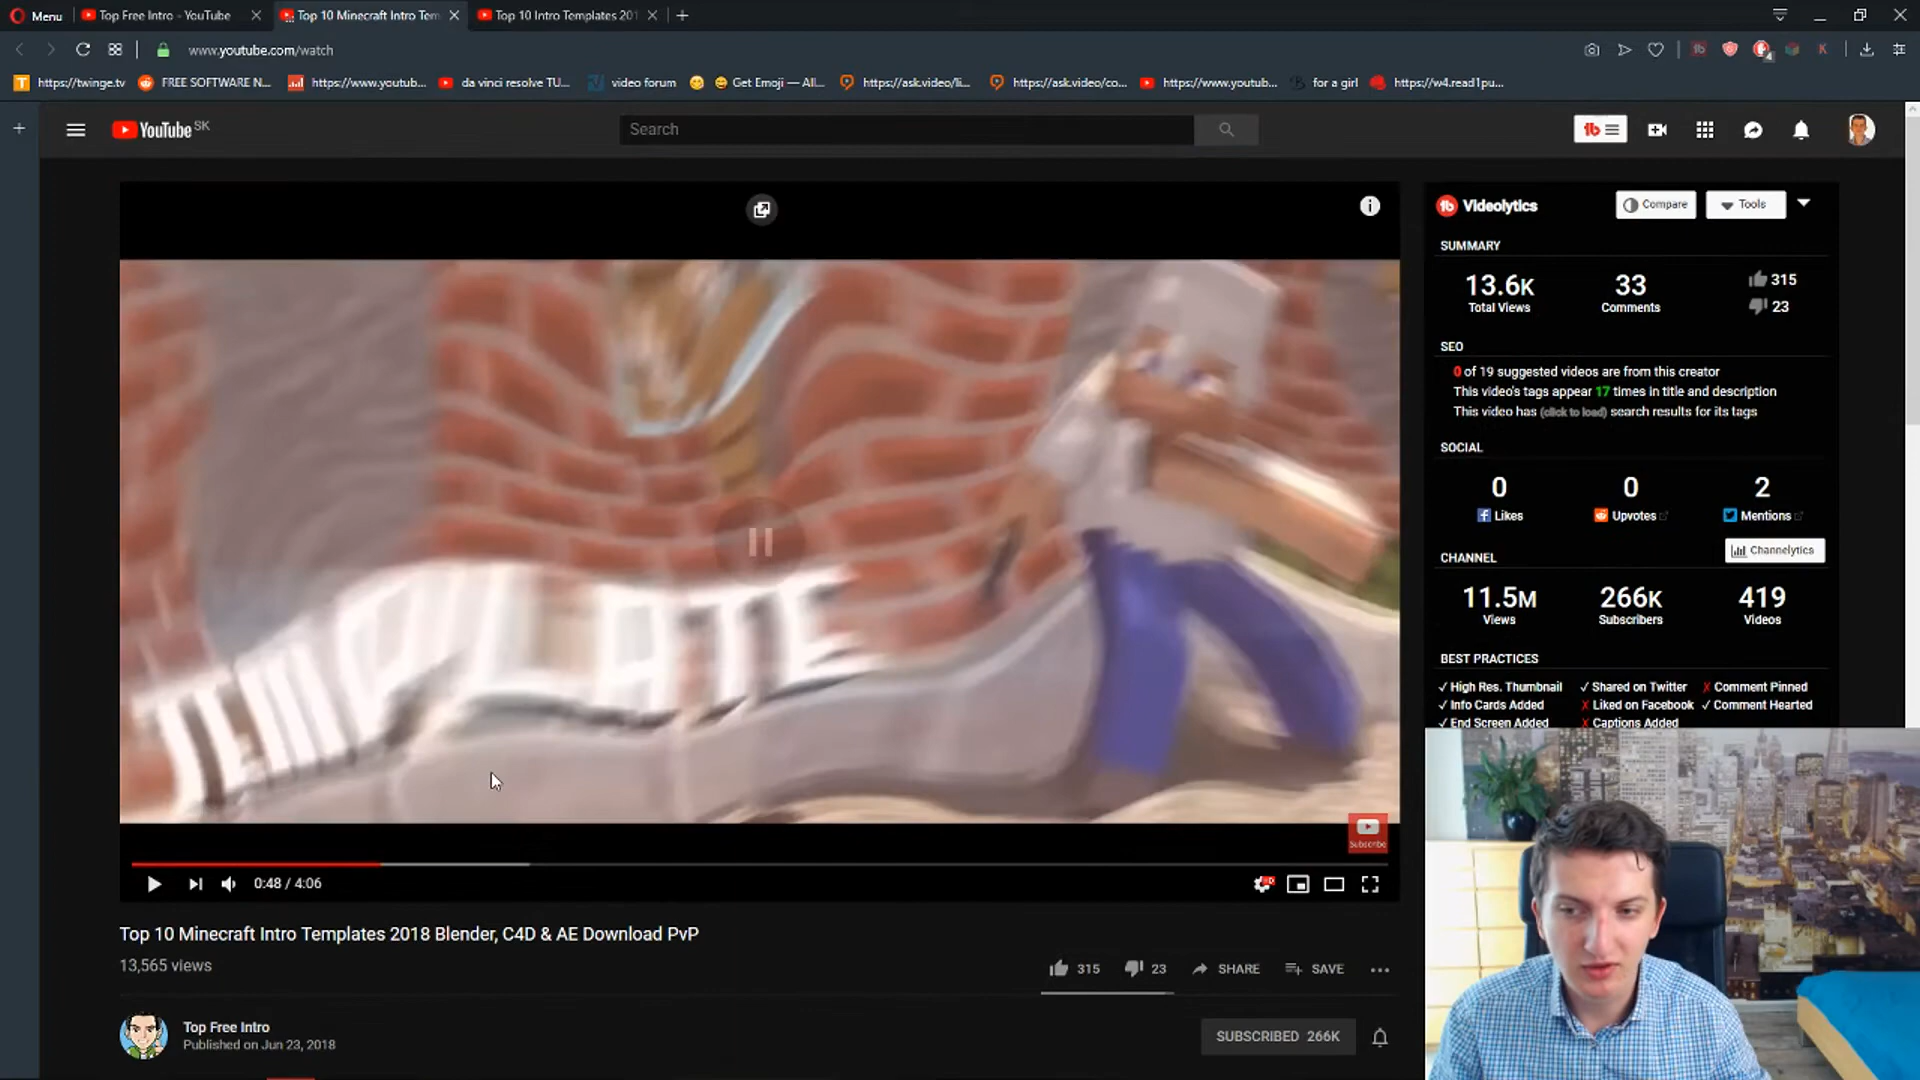 Menu
Top Free Intro - YouTube
Top 10 Minecraft Intro Tem
Top 10 Intro Templates 201
www.youtube.com/watch
https://twinge.tv
FREE SOFTWARE N...
https://www.youtub...
da vinci resolve TU...
video forum
Get Emoji — All...
https://ask.video/li...
https://ask.video/co...
https://www.youtub...
for a girl
https://w4.read1pu...
YouTube SK
Search
Videolytics
Compare
Tools
SUMMARY
13.6K
Total Views
33
Comments
315
23
SEO
0 of 19 suggested videos are from this creator
This video's tags appear 17 times in title and description
This video has (click to load) search results for its tags
SOCIAL
0
Likes
0
Upvotes
2
Mentions
CHANNEL
Channelytics
11.5M
Views
266K
Subscribers
419
Videos
BEST PRACTICES
✓ High Res. Thumbnail ✓ Shared on Twitter ✗ Comment Pinned
✓ Info Cards Added ✗ Liked on Facebook ✓ Comment Hearted
✓ End Screen Added ✗ Captions Added
TEMPLATE
Subscribe
0:48 / 4:06
Top 10 Minecraft Intro Templates 2018 Blender, C4D & AE Download PvP
13,565 views
315
23
SHARE
SAVE
Top Free Intro
Published on Jun 23, 2018
SUBSCRIBED 266K